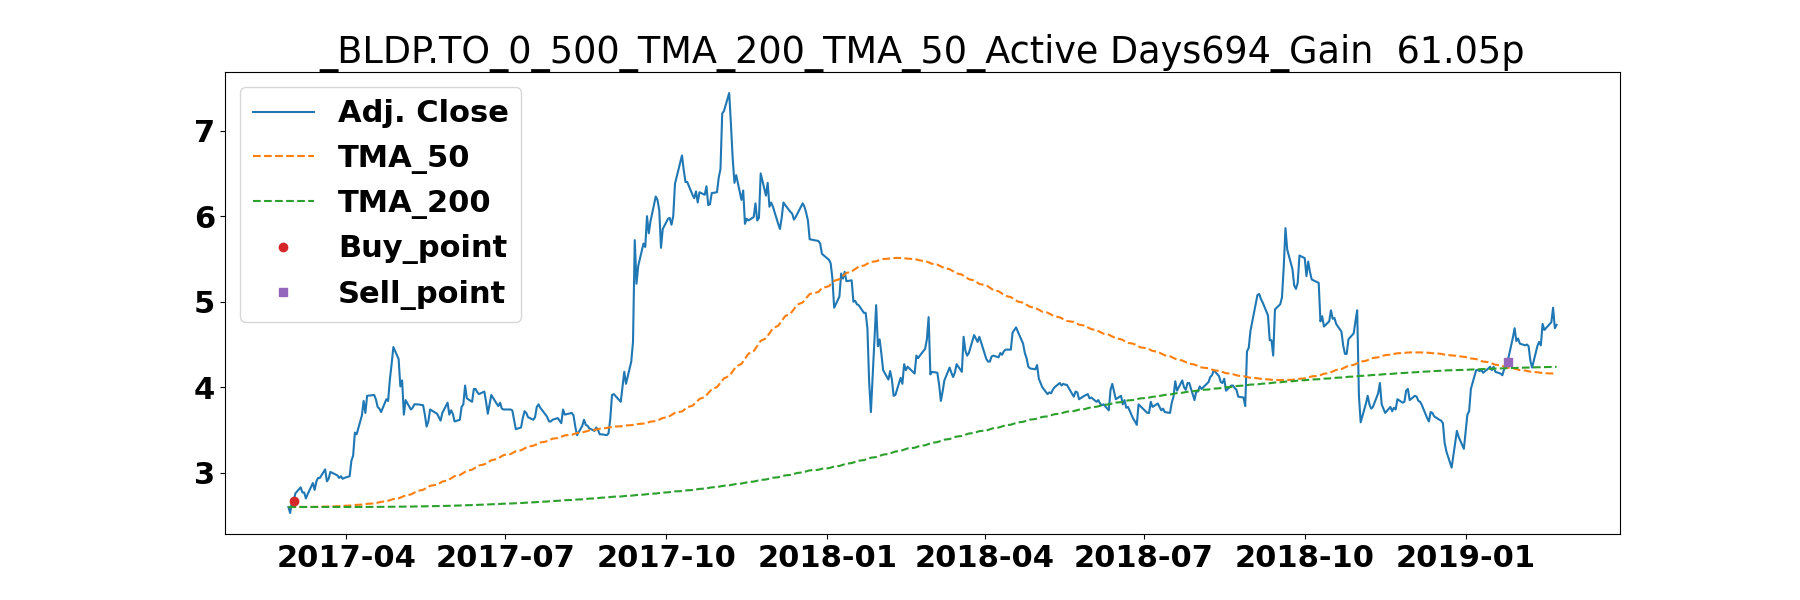 _BLDP.TO_0_500_TMA_200_TMA_50_Active Days694_Gain  61.05p
Adj. Close
TMA_50
TMA_200
Buy_point
Sell_point
7
6
5
4
3
2017-04 2017-07 2017-10 2018-01 2018-04 2018-07 2018-10 2019-01